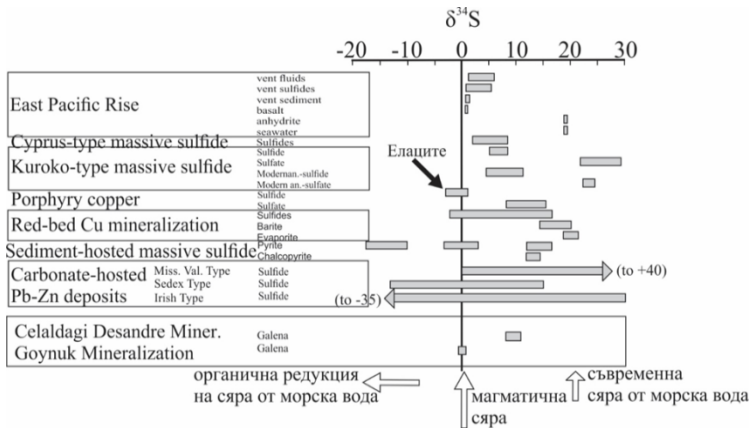 δ³⁴S
-20 -10 0 10 20 30
East Pacific Rise
vent fluids
vent sulfides
vent sediment
basalt
anhydrite
seawater
Cyprus-type massive sulfide Sulfides
Kuroko-type massive sulfide
Sulfide
Sulfate
Modernan.-sulfide
Modern an.-sulfate
Елаците
Porphyry copper
Sulfide
Sulfate
Red-bed Cu mineralization
Sulfides
Barite
Evaporite
Sediment-hosted massive sulfide
Pyrite
Chalcopyrite
Carbonate-hosted
Pb-Zn deposits
Miss. Val. Type Sulfide
Sedex Type Sulfide
Irish Type Sulfide
(to +40)
(to -35)
Celaldagi Desandre Miner. Galena
Goynuk Mineralization Galena
органична редукция
на сяра от морска вода
магматична
сяра
съвременна
сяра от морска вода